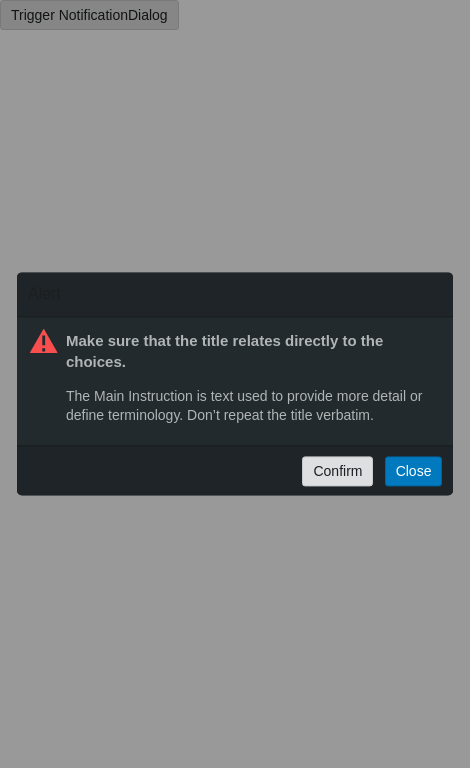 Trigger NotificationDialog
Alert
Make sure that the title relates directly to the
choices.
The Main Instruction is text used to provide more detail or
define terminology. Don’t repeat the title verbatim.
Confirm
Close